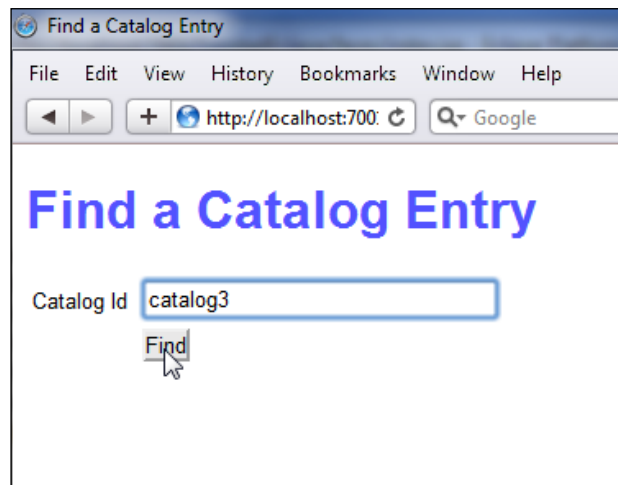 Find a Catalog Entry
File Edit View History Bookmarks Window Help
+ http://localhost:700 Google
Find a Catalog Entry
Catalog Id catalog3
Find